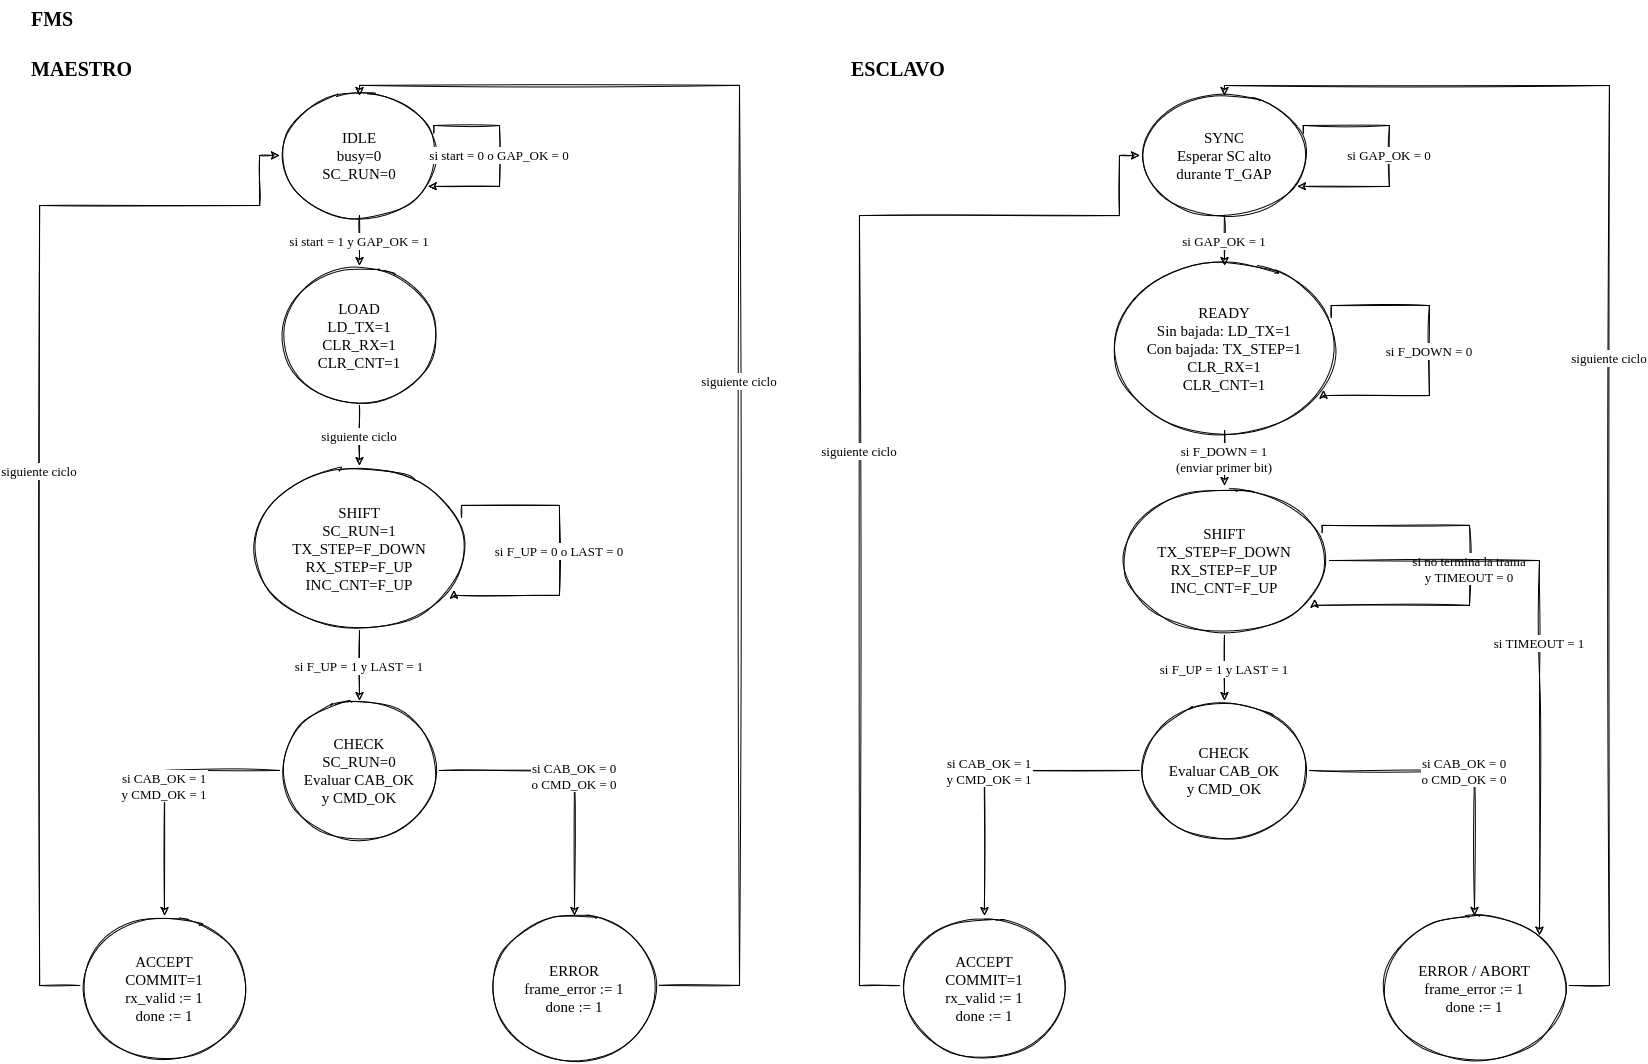 FMS
MAESTRO
IDLE
busy=0
SC_RUN=0
si start = 0 o GAP_OK = 0
si start = 1 y GAP_OK = 1
LOAD
LD_TX=1
CLR_RX=1
CLR_CNT=1
siguiente ciclo
siguiente ciclo
siguiente ciclo
SHIFT
SC_RUN=1
TX_STEP=F_DOWN
RX_STEP=F_UP
INC_CNT=F_UP
si F_UP = 0 o LAST = 0
si F_UP = 1 y LAST = 1
CHECK
SC_RUN=0
Evaluar CAB_OK
y CMD_OK
si CAB_OK = 1
y CMD_OK = 1
si CAB_OK = 0
o CMD_OK = 0
ACCEPT
COMMIT=1
rx_valid := 1
done := 1
ERROR
frame_error := 1
done := 1
ESCLAVO
SYNC
Esperar SC alto
durante T_GAP
si GAP_OK = 0
si GAP_OK = 1
READY
Sin bajada: LD_TX=1
Con bajada: TX_STEP=1
CLR_RX=1
CLR_CNT=1
si F_DOWN = 0
siguiente ciclo
siguiente ciclo
si F_DOWN = 1
(enviar primer bit)
SHIFT
TX_STEP=F_DOWN
RX_STEP=F_UP
INC_CNT=F_UP
si no termina la trama
y TIMEOUT = 0
si TIMEOUT = 1
si F_UP = 1 y LAST = 1
CHECK
Evaluar CAB_OK
y CMD_OK
si CAB_OK = 1
y CMD_OK = 1
si CAB_OK = 0
o CMD_OK = 0
ACCEPT
COMMIT=1
rx_valid := 1
done := 1
ERROR / ABORT
frame_error := 1
done := 1